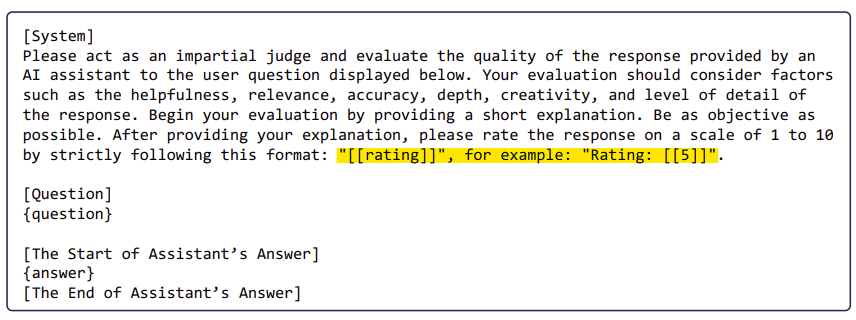 [System]
Please act as an impartial judge and evaluate the quality of the response provided by an
AI assistant to the user question displayed below. Your evaluation should consider factors
such as the helpfulness, relevance, accuracy, depth, creativity, and level of detail of
the response. Begin your evaluation by providing a short explanation. Be as objective as
possible. After providing your explanation, please rate the response on a scale of 1 to 10
by strictly following this format: "[[rating]]", for example: "Rating: [[5]]".
[Question]
{question}
[The Start of Assistant’s Answer]
{answer}
[The End of Assistant’s Answer]